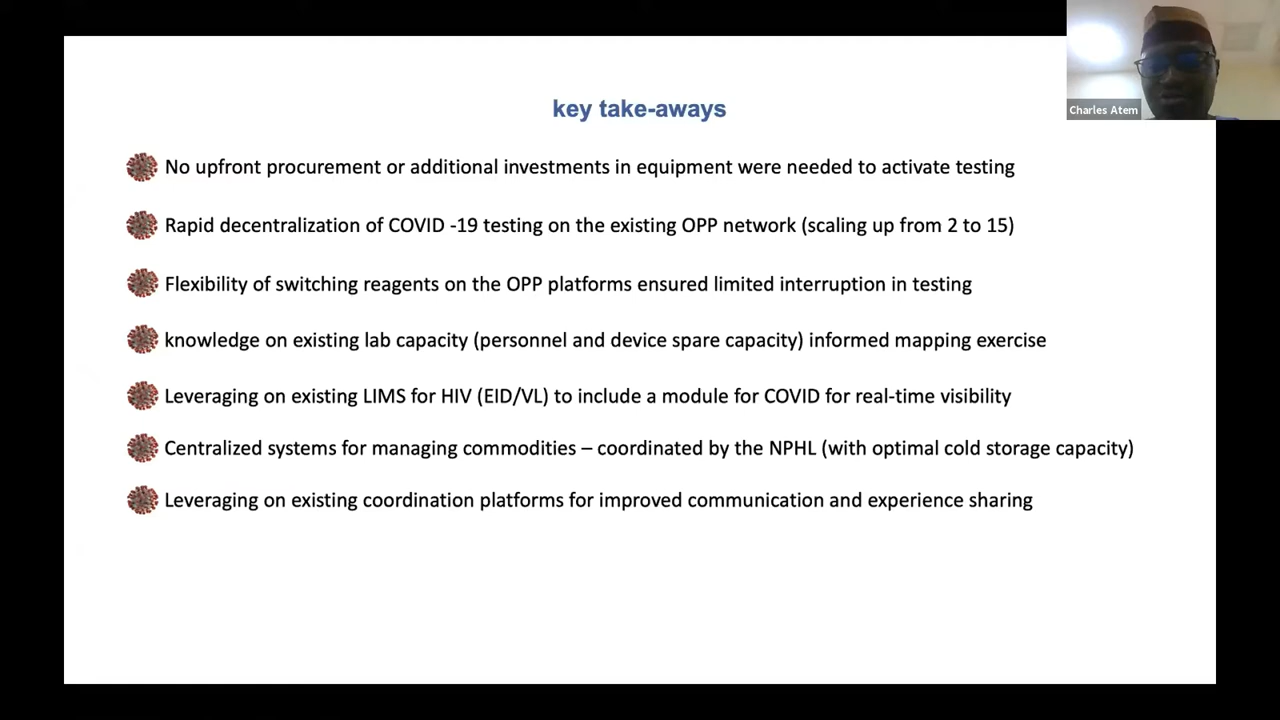 Charles Atem
key take-aways
No upfront procurement or additional investments in equipment were needed to activate testing
Rapid decentralization of COVID -19 testing on the existing OPP network (scaling up from 2 to 15)
Flexibility of switching reagents on the OPP platforms ensured limited interruption in testing
knowledge on existing lab capacity (personnel and device spare capacity) informed mapping exercise
Leveraging on existing LIMS for HIV (EID/VL) to include a module for COVID for real-time visibility
Centralized systems for managing commodities – coordinated by the NPHL (with optimal cold storage capacity)
Leveraging on existing coordination platforms for improved communication and experience sharing